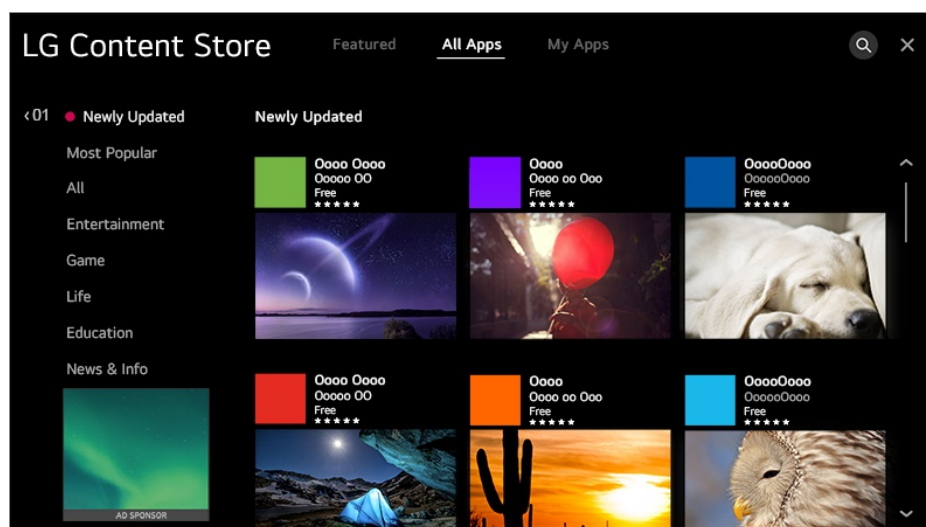 LG Content Store
Featured
All Apps
My Apps
‹01
Newly Updated
Most Popular
All
Entertainment
Game
Life
Education
News & Info
AD SPONSOR
Newly Updated
Oooo Oooo
Ooooo OO
Free
★★★★★
Oooo
Oooo oo Ooo
Free
★★★★★
OoooOooo
OooooOooo
Free
★★★★★
Oooo Oooo
Ooooo OO
Free
★★★★★
Oooo
Oooo oo Ooo
Free
★★★★★
OoooOooo
OooooOooo
Free
★★★★★